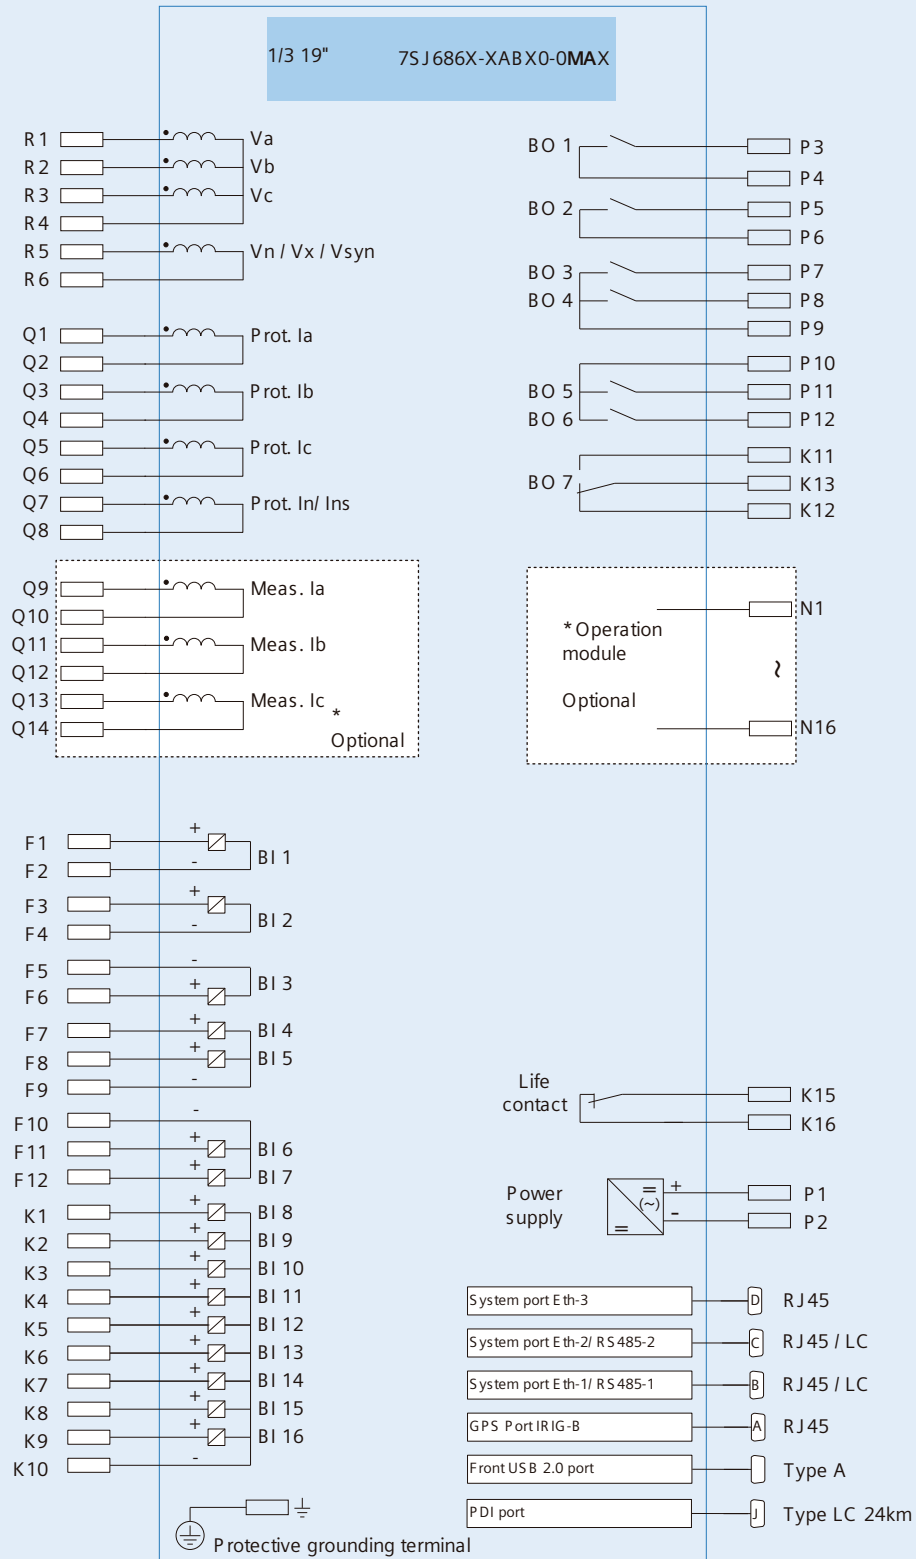 1/3 19" 7SJ686X-XABX0-0MAX
R1 Va
R2 Vb
R3 Vc
R4
R5 Vn / Vx / Vsyn
R6
Q1 Prot. Ia
Q2
Q3 Prot. Ib
Q4
Q5 Prot. Ic
Q6
Q7 Prot. In/ Ins
Q8
Q9 Meas. Ia
Q10
Q11 Meas. Ib
Q12
Q13 Meas. Ic
*
Q14 Optional
F1 + BI 1
F2 -
F3 + BI 2
F4 -
F5 - BI 3
F6 +
F7 + BI 4
F8 + BI 5
F9 -
F10 -
F11 + BI 6
F12 + BI 7
K1 + BI 8
K2 + BI 9
K3 + BI 10
K4 + BI 11
K5 + BI 12
K6 + BI 13
K7 + BI 14
K8 + BI 15
K9 + BI 16
K10 -
Protective grounding terminal
BO 1 P3
P4
BO 2 P5
P6
BO 3 P7
BO 4 P8
P9
P10
BO 5 P11
BO 6 P12
K11
BO 7 K13
K12
N1
* Operation
module
~
Optional
N16
Life
contact
K15
K16
Power
supply
= (~) =
+ P1
- P2
System port Eth-3 D RJ45
System port Eth-2/ RS485-2 C RJ45 / LC
System port Eth-1/ RS485-1 B RJ45 / LC
GPS Port IRIG-B A RJ45
Front USB 2.0 port Type A
PDI port J Type LC 24km